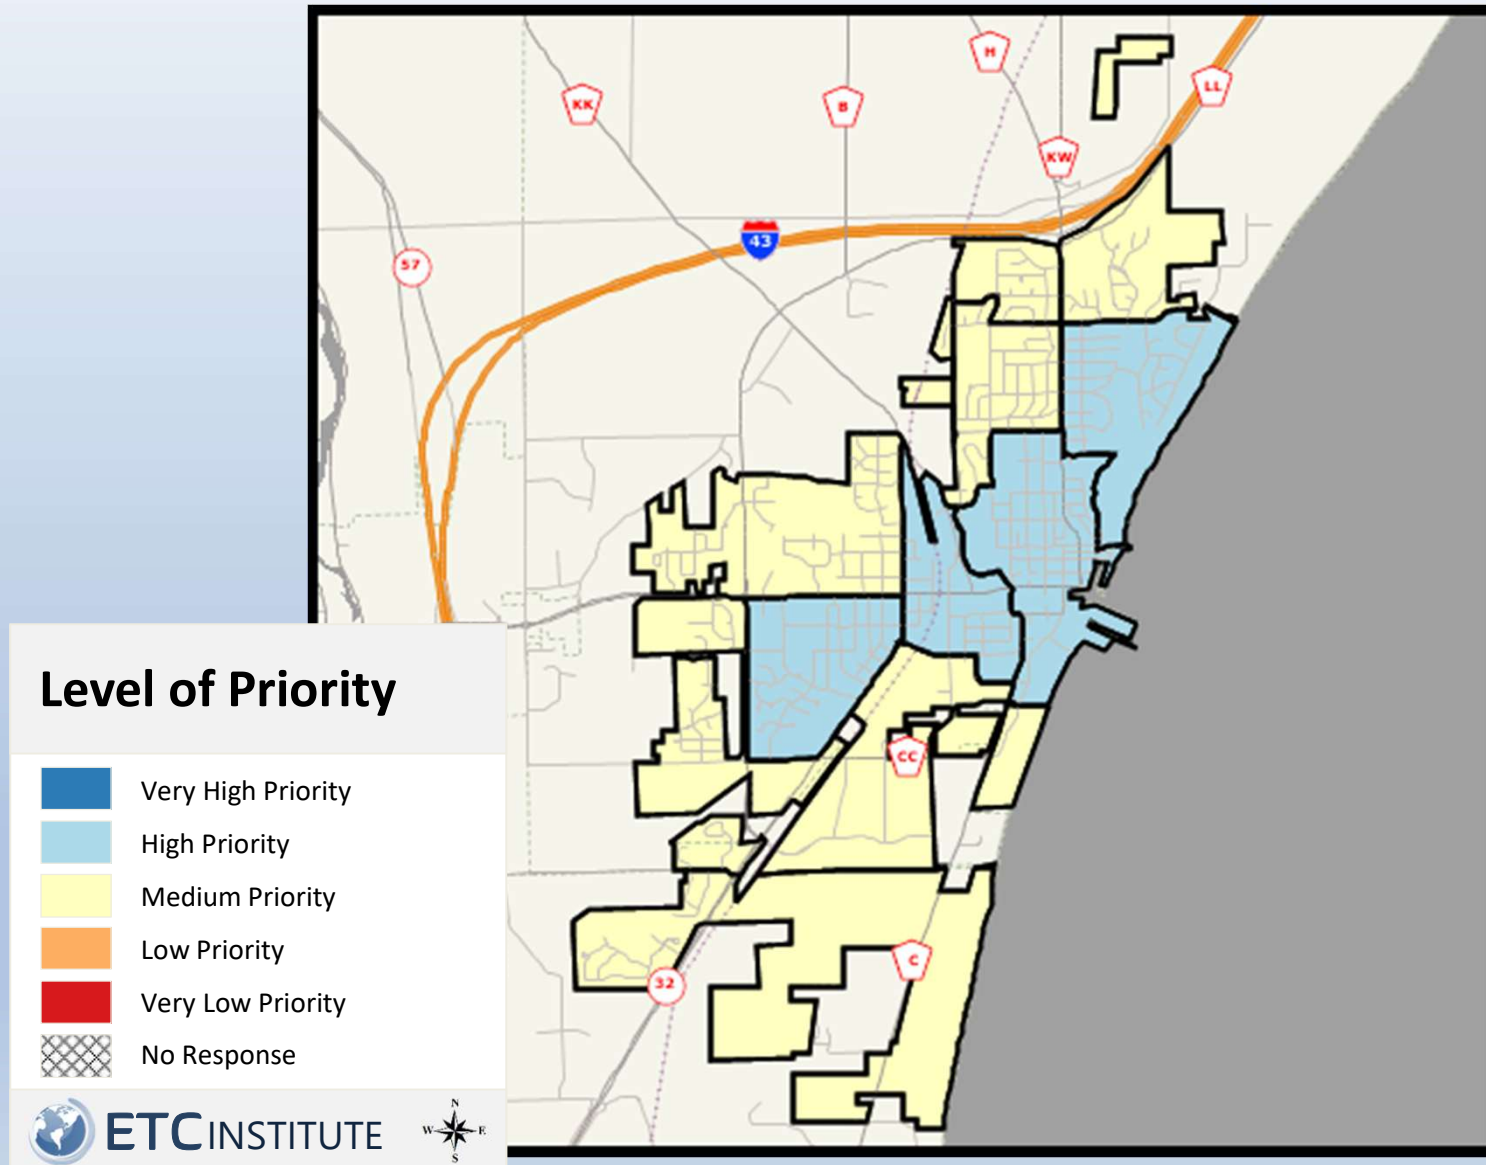 H
LL
KK
B
KW
43
57
Level of Priority
CC
Very High Priority
High Priority
Medium Priority
Low Priority
C
32
Very Low Priority
No Response
ETC INSTITUTE
N
W E
S